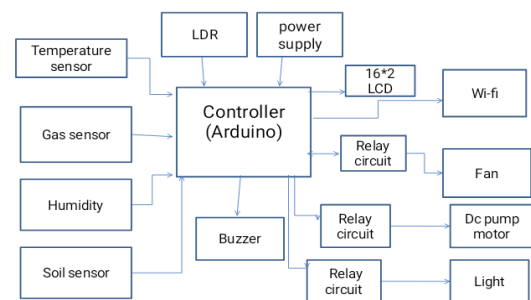 LDR
power
supply
Temperature
sensor
16*2
LCD
Wi-fi
Controller
(Arduino)
Gas sensor
Relay
circuit
Fan
Humidity
Buzzer
Relay
circuit
Dc pump
motor
Soil sensor
Relay
circuit
Light